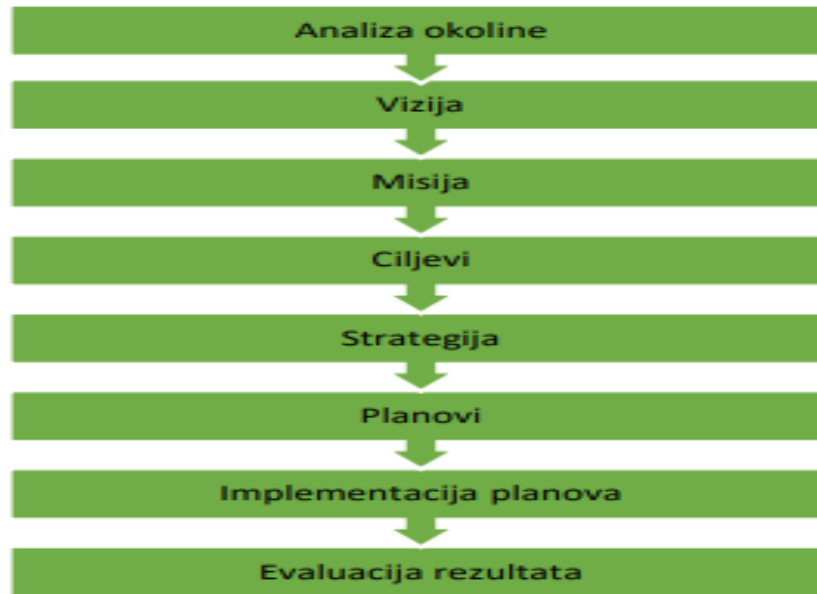 Analiza okoline
Vizija
Misija
Ciljevi
Strategija
Planovi
Implementacija planova
Evaluacija rezultata